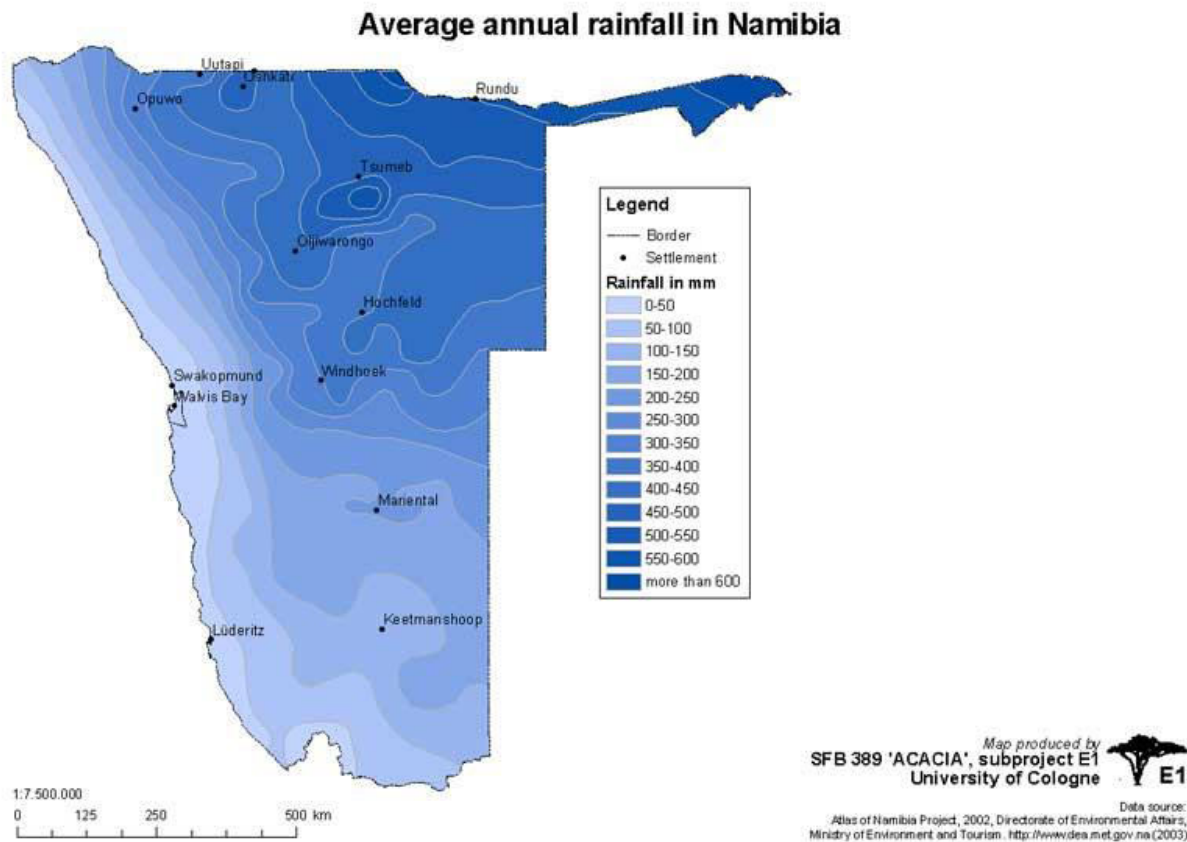 Average annual rainfall in Namibia
Uutapi
Oshkati
Opuwo
Rundu
Tsumeb
Oijiwarongo
Hochfeld
Windhoek
Swakopmund
Walvis Bay
Mariental
Keetmanshoop
Lüderitz
Legend
Border
Settlement
Rainfall in mm
0-50
50-100
100-150
150-200
200-250
250-300
300-350
350-400
400-450
450-500
500-550
550-600
more than 600
Map produced by
SFB 389 'ACACIA', subproject E1
University of Cologne
E1
1:7.500.000
0 125 250 500 km
Data source:
Atlas of Namibia Project, 2002, Directorate of Environmental Affairs,
Ministry of Environment and Tourism. http://www.dea.met.gov.na (2003)